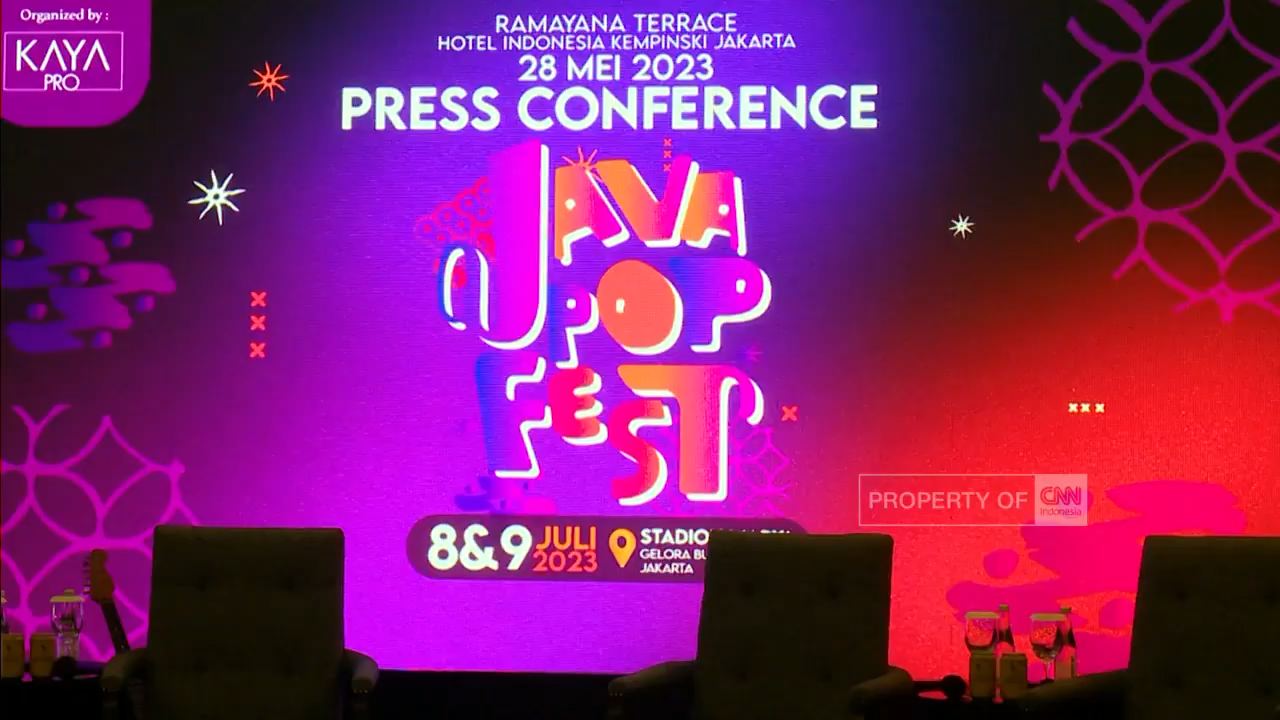 Organized by :
KAYA
PRO
RAMAYANA TERRACE
HOTEL INDONESIA KEMPINSKI JAKARTA
28 MEI 2023
PRESS CONFERENCE
JAVA
POP
FEST
8&9 JULI
2023
GELORA
JAKARTA
PROPERTY OF CNN
Indonesia